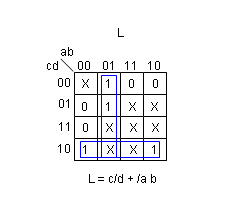 L
ab
cd 00 01 11 10
00 X 1 0 0
01 0 1 X X
11 0 X X X
10 1 X X 1
L = c/d + /a b